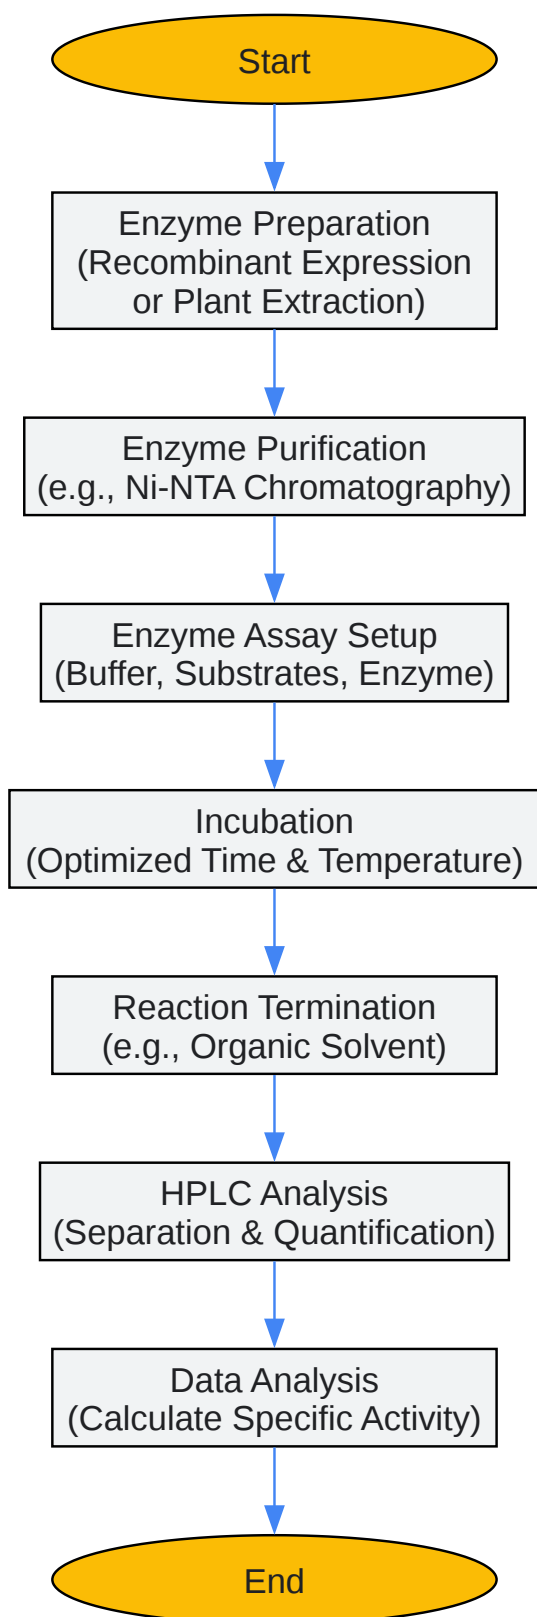 Start
Enzyme Preparation
(Recombinant Expression
or Plant Extraction)
Enzyme Purification
(e.g., Ni-NTA Chromatography)
Enzyme Assay Setup
(Buffer, Substrates, Enzyme)
Incubation
(Optimized Time & Temperature)
Reaction Termination
(e.g., Organic Solvent)
HPLC Analysis
(Separation & Quantification)
Data Analysis
(Calculate Specific Activity)
End